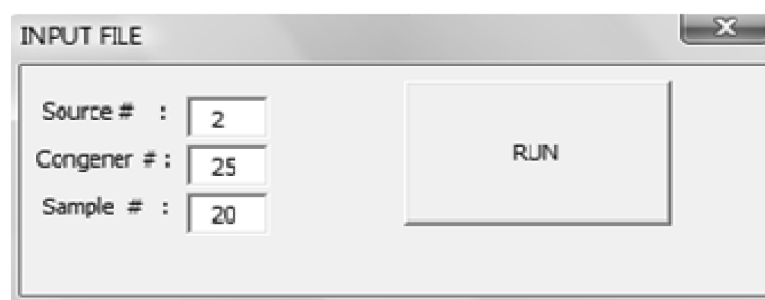 INPUT FILE
Source # : 2
Congener # : 25
RUN
Sample # : 20